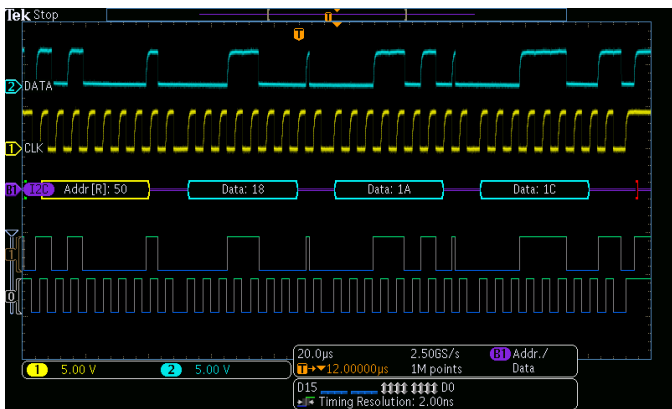 Tek Stop
T
T
2 DATA
1 CLK
B1 I2C Addr[R]: 50 Data: 18 Data: 1A Data: 1C
1
0
1 5.00 V 2 5.00 V
20.0µs 2.50GS/s B1 Addr./
T→▼12.00000µs 1M points Data
D15 D0
Timing Resolution: 2.00ns